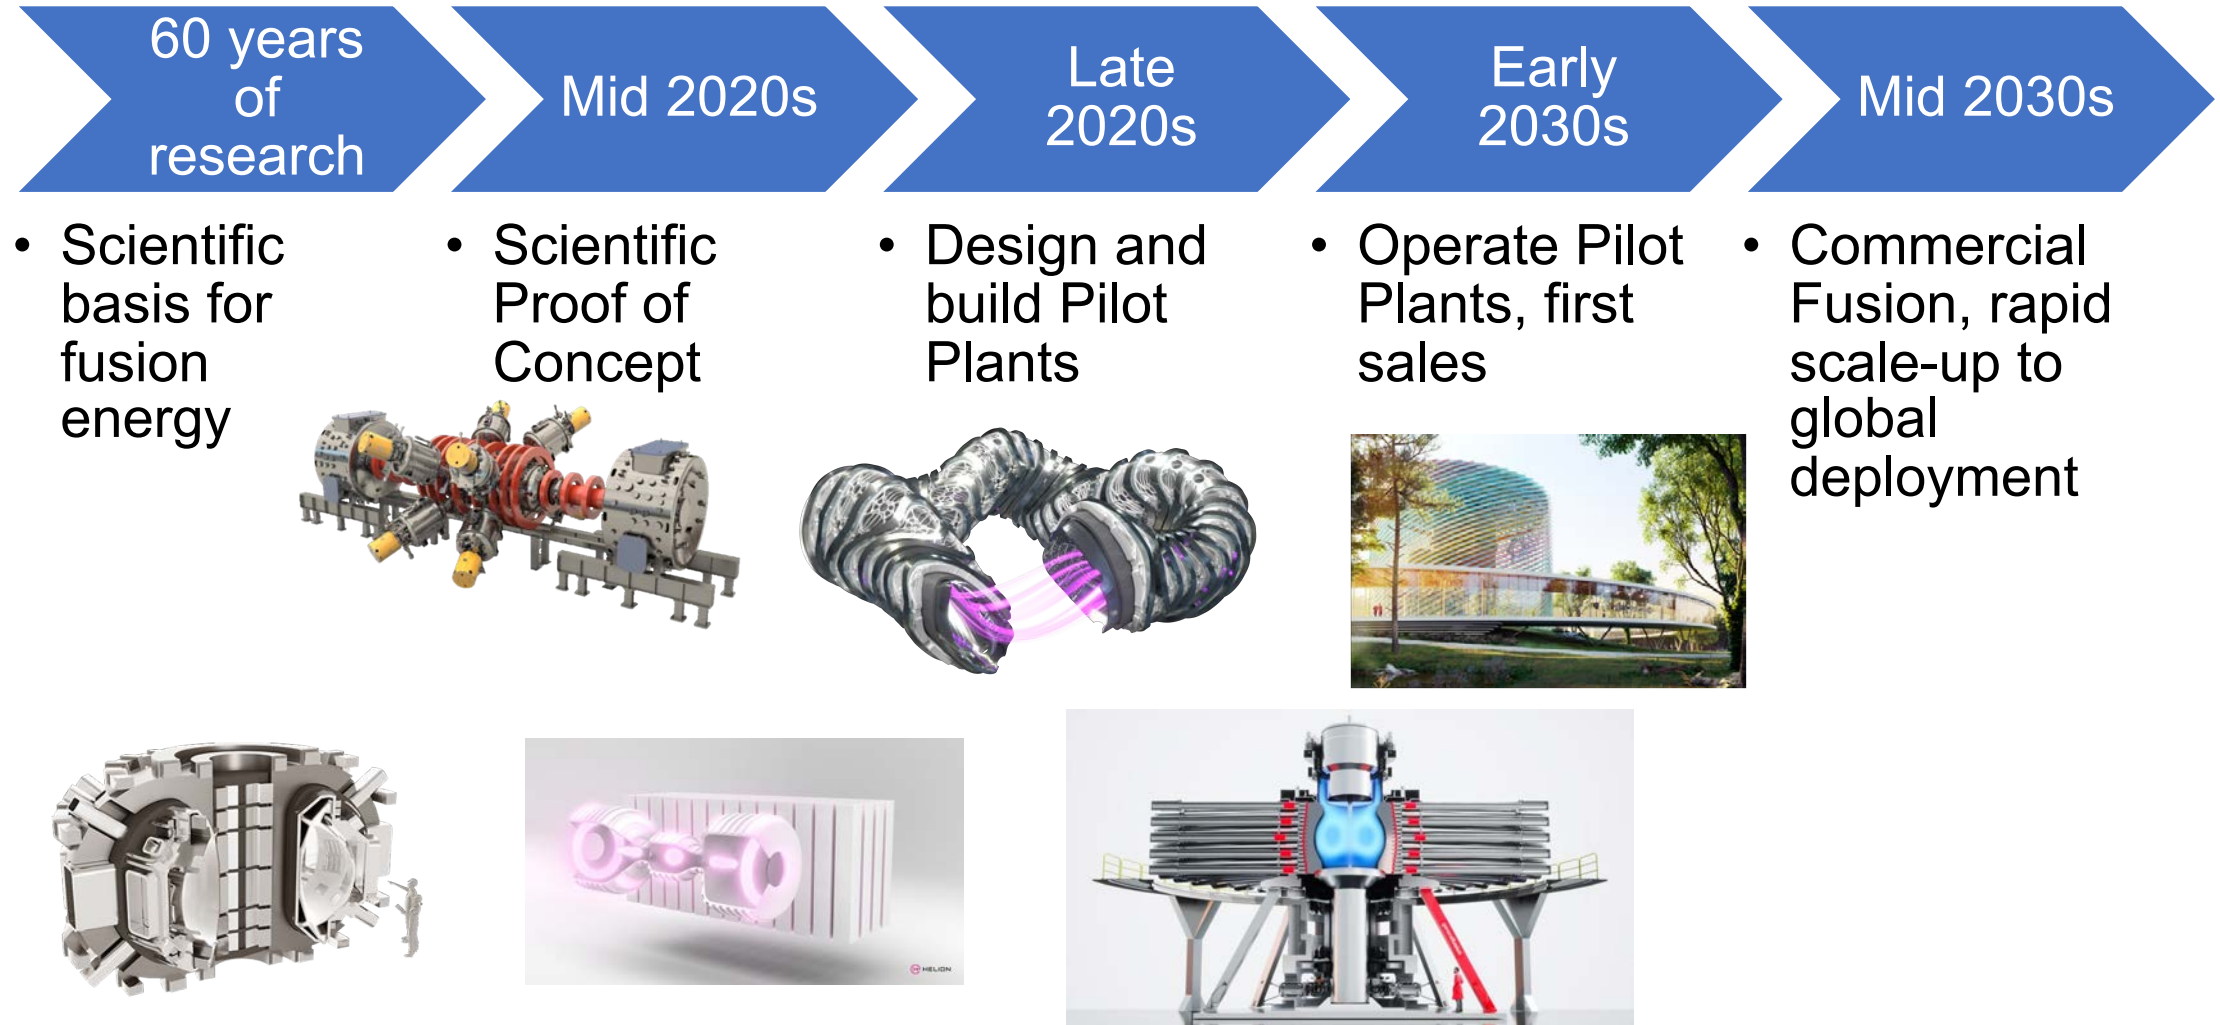 60 years
of
research
Mid 2020s
Late
2020s
Early
2030s
Mid 2030s
• Scientific
basis for
fusion
energy
• Scientific
Proof of
Concept
• Design and
build Pilot
Plants
• Operate Pilot
Plants, first
sales
• Commercial
Fusion, rapid
scale-up to
global
deployment
HELION